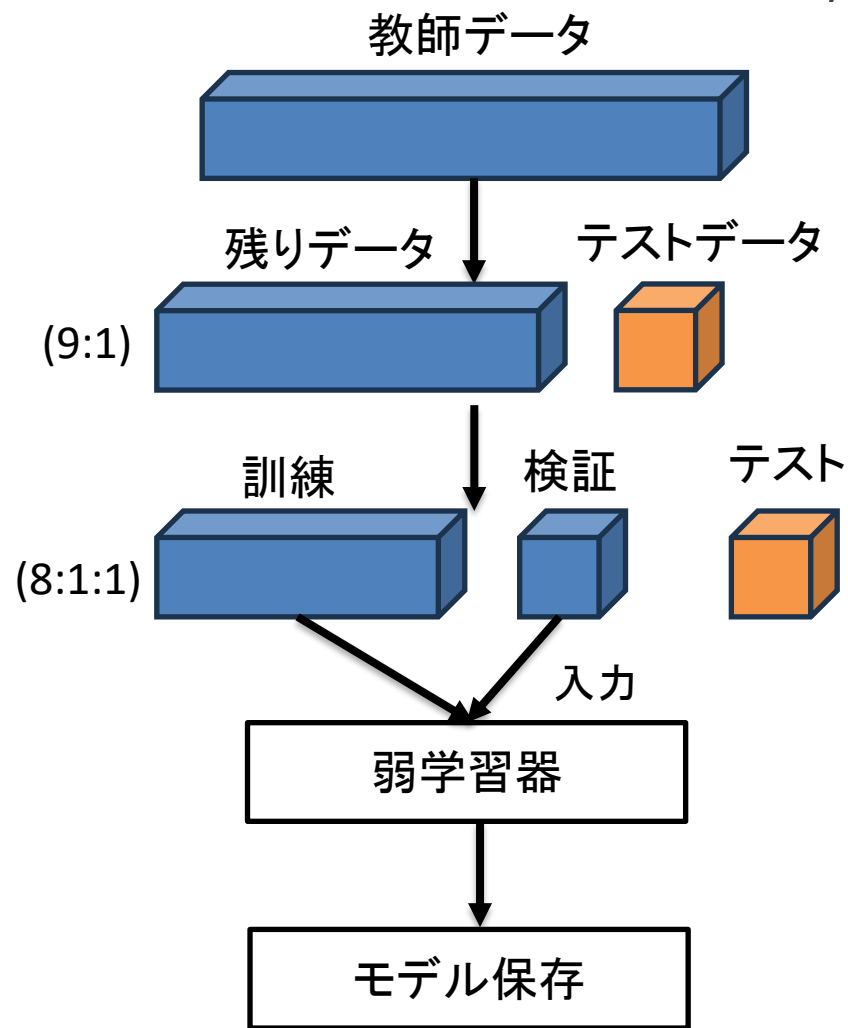 教師データ
残りデータ
テストデータ
(9:1)
訓練
検証
テスト
(8:1:1)
入力
弱学習器
モデル保存